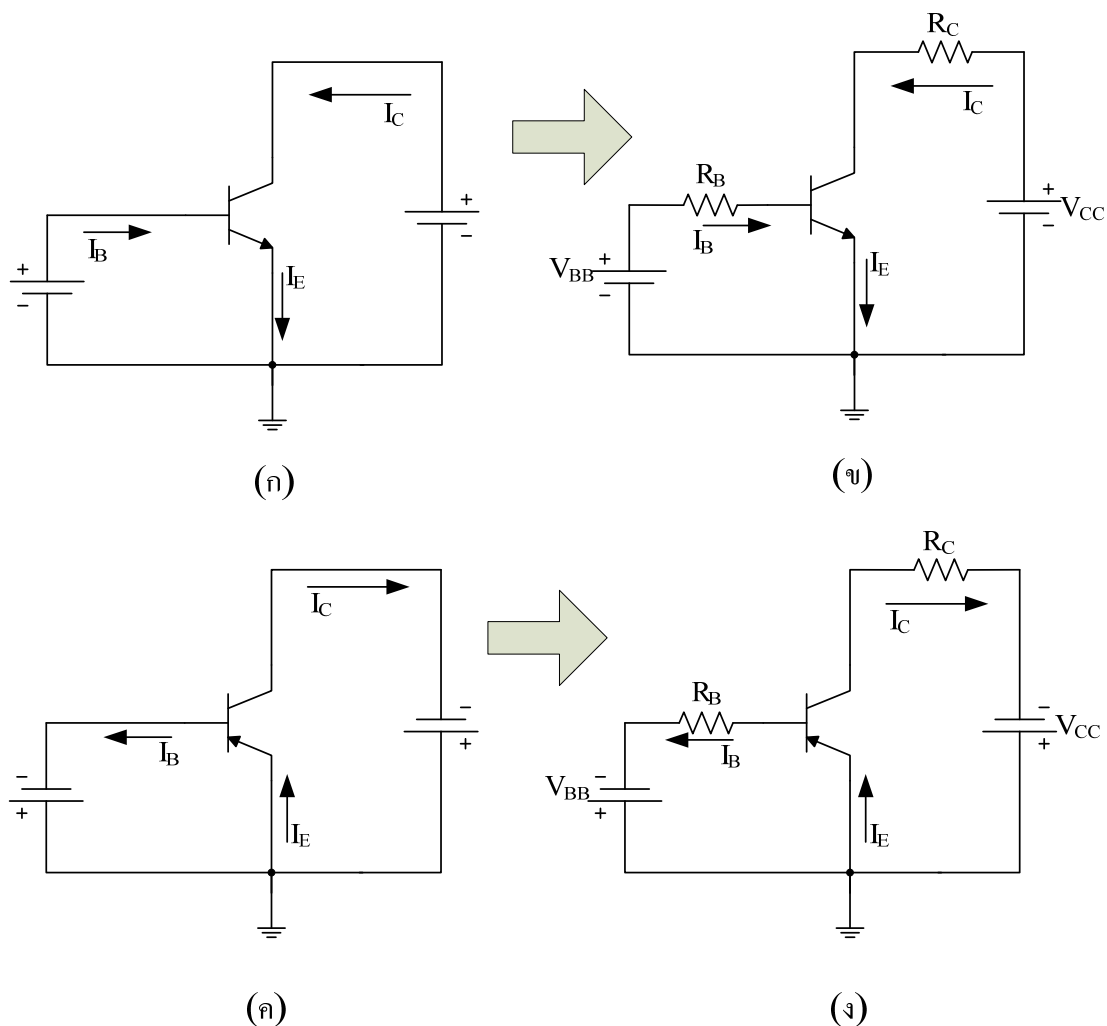 R_C
I_C
I_C
+
-
I_B
+
-
I_E
R_B
I_B
V_BB
+
-
I_E
+
-
V_CC
(ก)
(ข)
R_C
I_C
I_C
-
+
I_B
-
+
I_E
R_B
I_B
V_BB
-
+
I_E
-
+
V_CC
(ค)
(ง)